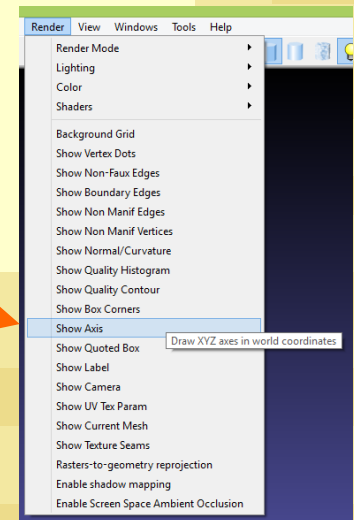 Render View Windows Tools Help
Render Mode
Lighting
Color
Shaders
Background Grid
Show Vertex Dots
Show Non-Faux Edges
Show Boundary Edges
Show Non Manif Edges
Show Non Manif Vertices
Show Normal/Curvature
Show Quality Histogram
Show Quality Contour
Show Box Corners
Show Axis
Draw XYZ axes in world coordinates
Show Quoted Box
Show Label
Show Camera
Show UV Tex Param
Show Current Mesh
Show Texture Seams
Rasters-to-geometry reprojection
Enable shadow mapping
Enable Screen Space Ambient Occlusion